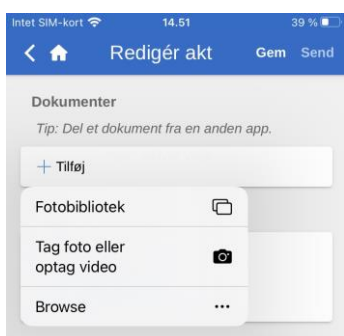 Intet SIM-kort 14.51 39 %
Redigér akt Gem Send
Dokumenter
Tip: Del et dokument fra en anden app.
+ Tilføj
Fotobibliotek
Tag foto eller
optag video
Browse